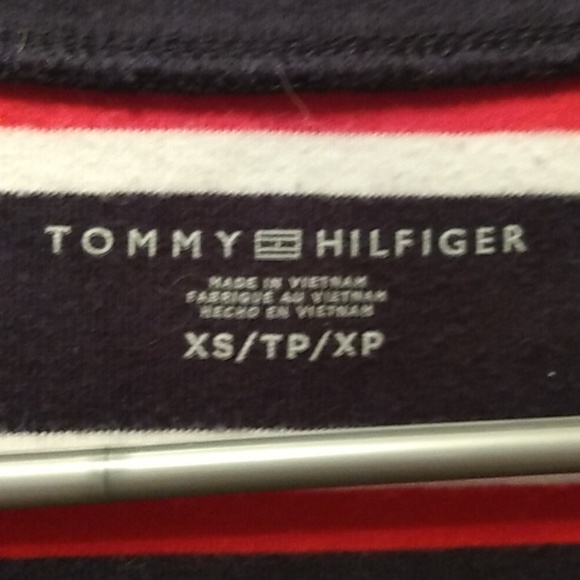 TOMMY HILFIGER
MADE IN VIETNAM
FABRIQUÉ AU VIETNAM
HECHO EN VIETNAM
XS/TP/XP